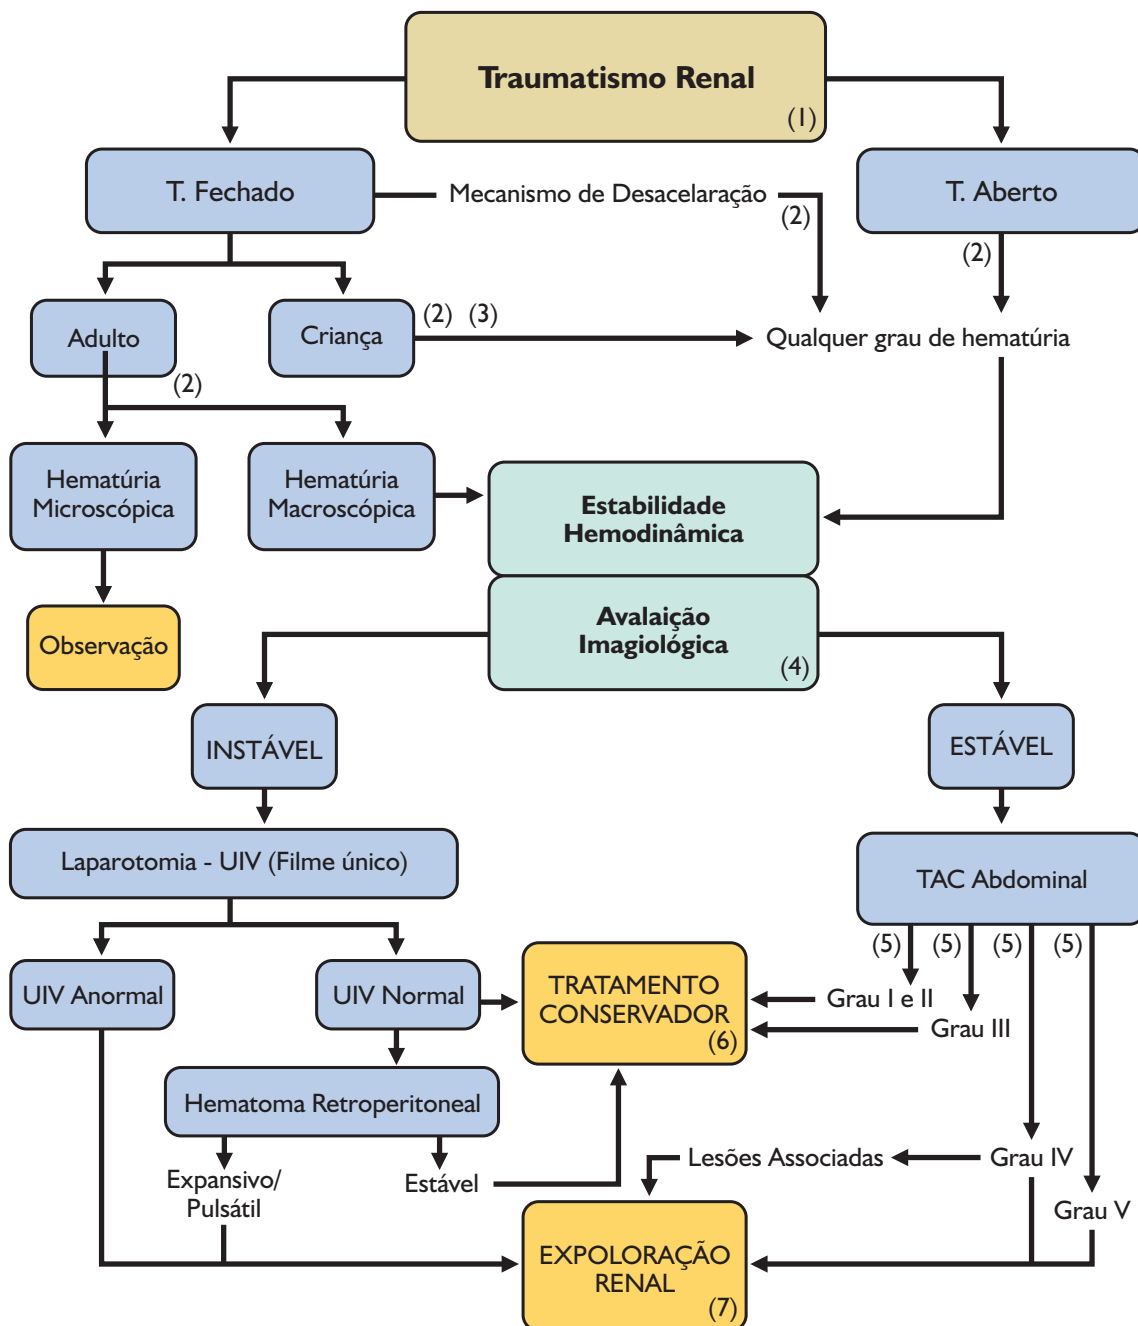 Traumatismo Renal
(1)
T. Fechado
Mecanismo de Desacelaração
(2)
T. Aberto
(2)
Adulto
(2)
Criança
(2) (3)
Qualquer grau de hematúria
Hematúria
Microscópica
Hematúria
Macroscópica
Estabilidade
Hemodinâmica
Observação
Avalaição
Imagiológica
(4)
INSTÁVEL
ESTÁVEL
Laparotomia - UIV (Filme único)
TAC Abdominal
(5) (5) (5) (5)
UIV Anormal
UIV Normal
TRATAMENTO
CONSERVADOR
(6)
Grau I e II
Grau III
Hematoma Retroperitoneal
Expansivo/
Pulsátil
Estável
Lesões Associadas
Grau IV
Grau V
EXPOLORAÇÃO
RENAL
(7)